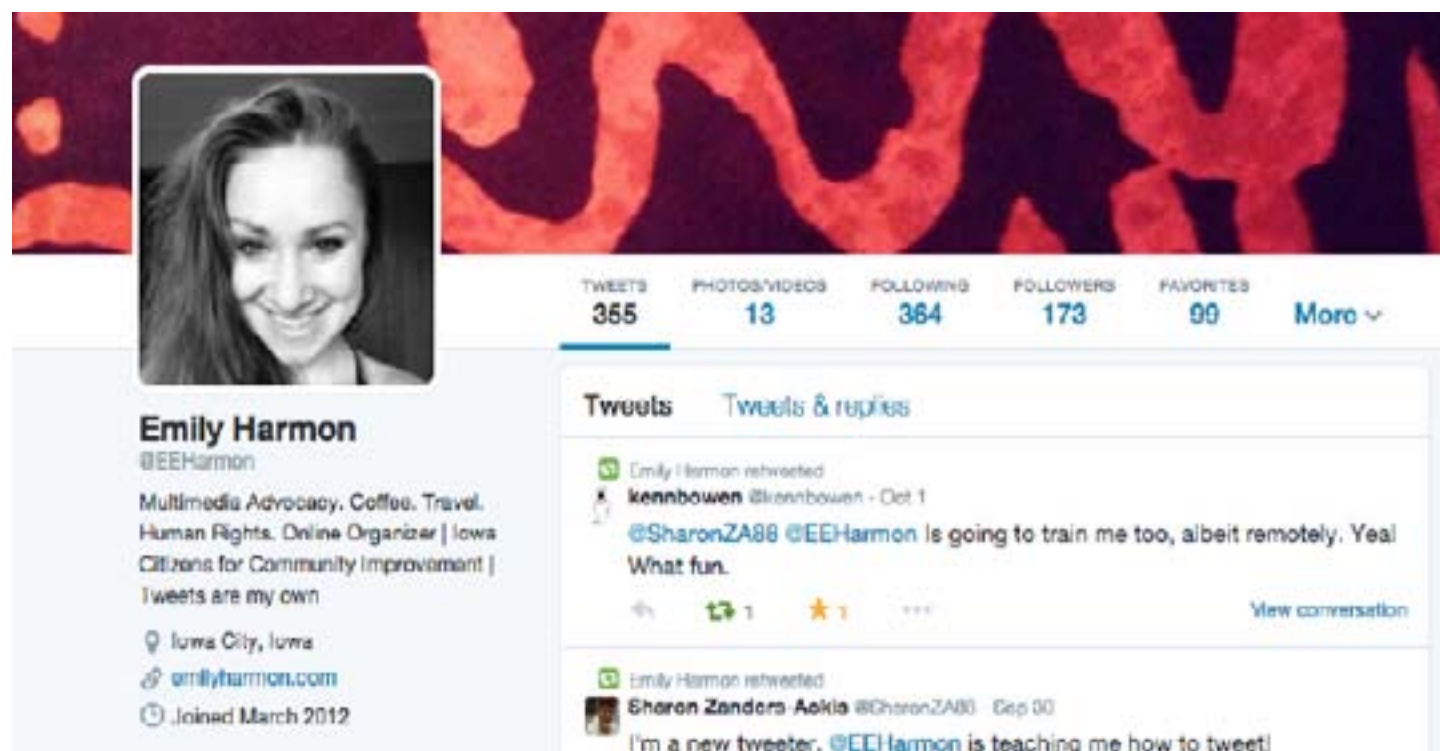 TWEETS PHOTOS/VIDEOS FOLLOWING FOLLOWERS FAVORITES
355 13 364 173 99 More
Emily Harmon
@EEHarmon
Multimedia Advocacy. Coffee. Travel.
Human Rights. Online Organizer | Iowa
Citizens for Community Improvement |
Tweets are my own
Iowa City, Iowa
emilyharmon.com
Joined March 2012
Tweets Tweets & replies
Emily Harmon retweeted
kennbowen @kennbowen - Oct 1
@SharonZA88 @EEHarmon Is going to train me too, albeit remotely. Yea!
What fun.
1 1 View conversation
Emily Harmon retweeted
Sharon Zanders-Aekis @SharonZA88 Sep
I'm a new tweeter. @EEHarmon is teaching me how to tweet!